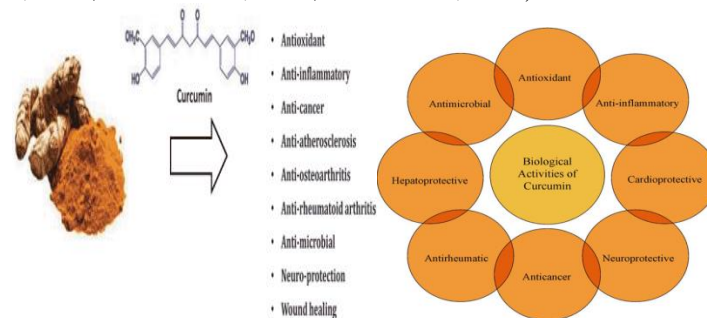 O
O
H₃CO
OCH₃
HO
OH
Curcumin
• Antioxidant
• Anti-inflammatory
• Anti-cancer
• Anti-atherosclerosis
• Anti-osteoarthritis
• Anti-rheumatoid arthritis
• Anti-microbial
• Neuro-protection
• Wound healing
Antioxidant
Antimicrobial
Anti-inflammatory
Hepatoprotective
Biological
Activities of
Curcumin
Cardioprotective
Antirheumatic
Neuroprotective
Anticancer